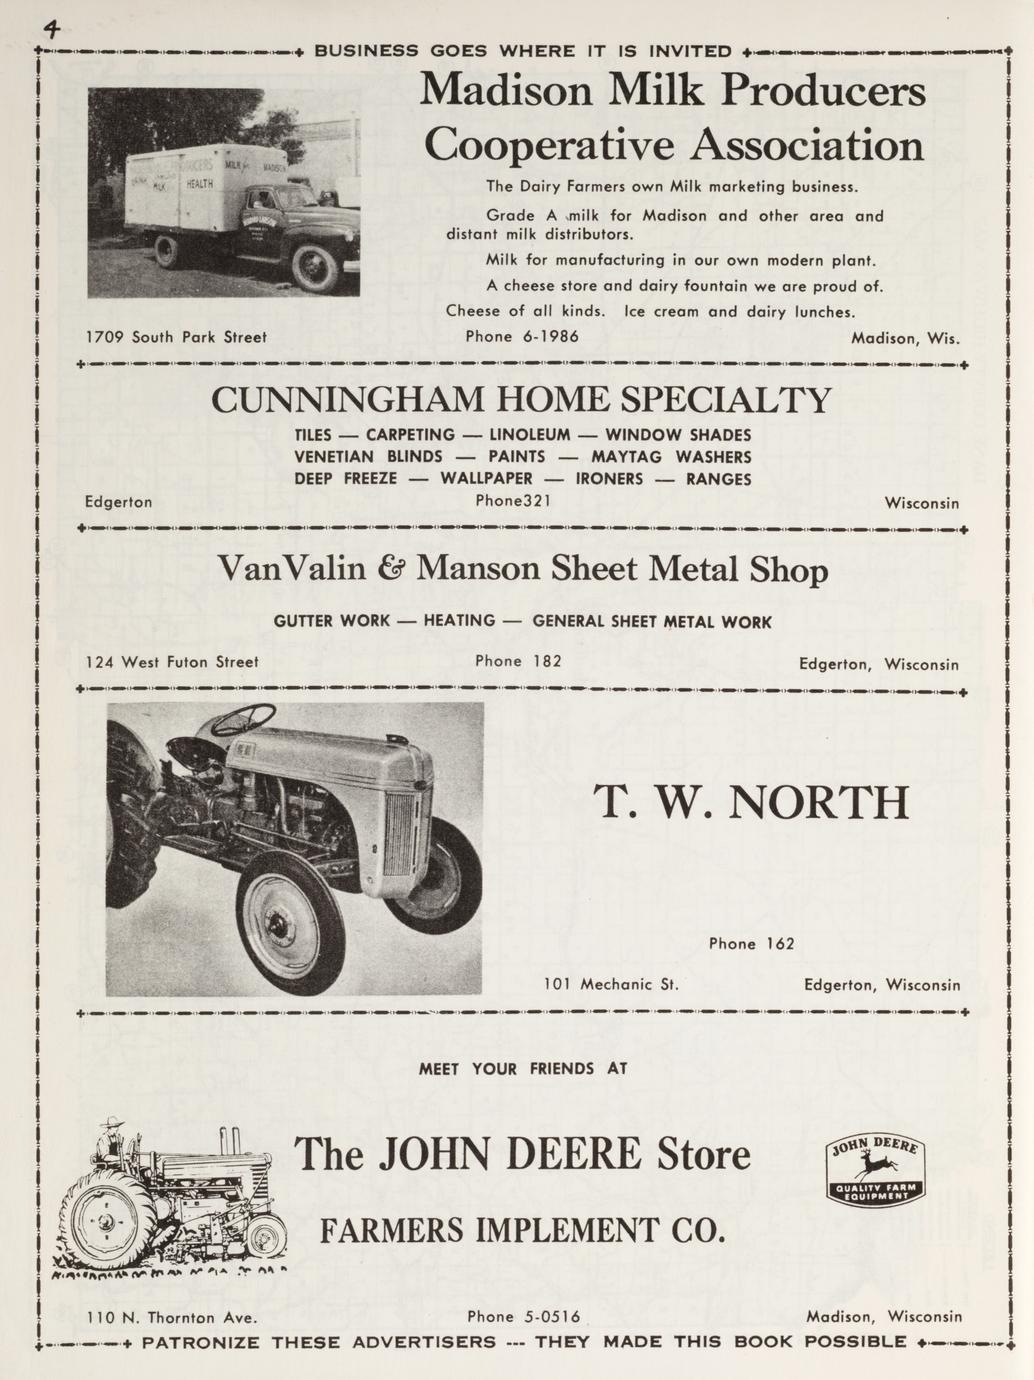 4
BUSINESS GOES WHERE IT IS INVITED
Madison Milk Producers
Cooperative Association
MILK
MADISON
MILK
HEALTH
The Dairy Farmers own Milk marketing business.
Grade A milk for Madison and other area and
distant milk distributors.
Milk for manufacturing in our own modern plant.
A cheese store and dairy fountain we are proud of.
Cheese of all kinds. Ice cream and dairy lunches.
1709 South Park Street Phone 6-1986 Madison, Wis.
CUNNINGHAM HOME SPECIALTY
TILES — CARPETING — LINOLEUM — WINDOW SHADES
VENETIAN BLINDS — PAINTS — MAYTAG WASHERS
DEEP FREEZE — WALLPAPER — IRONERS — RANGES
Edgerton Phone321 Wisconsin
VanValin & Manson Sheet Metal Shop
GUTTER WORK — HEATING — GENERAL SHEET METAL WORK
124 West Futon Street Phone 182 Edgerton, Wisconsin
T. W. NORTH
Phone 162
101 Mechanic St. Edgerton, Wisconsin
MEET YOUR FRIENDS AT
The JOHN DEERE Store
FARMERS IMPLEMENT CO.
JOHN DEERE
QUALITY FARM
EQUIPMENT
110 N. Thornton Ave. Phone 5-0516 Madison, Wisconsin
PATRONIZE THESE ADVERTISERS --- THEY MADE THIS BOOK POSSIBLE